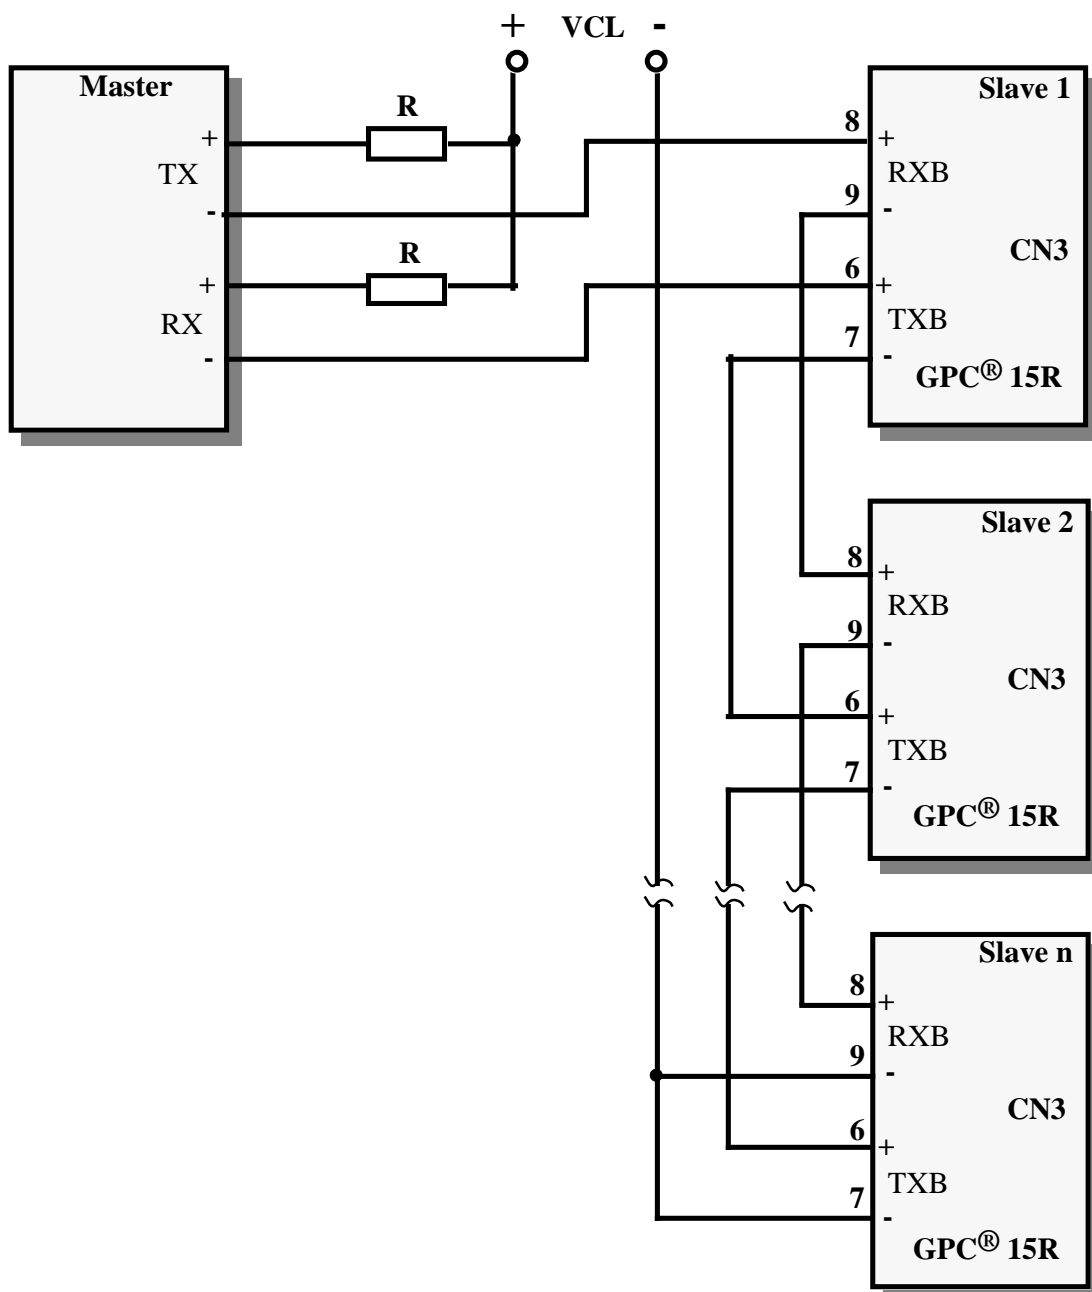 + VCL -
Master
R
+
TX
-
R
+
RX
-
Slave 1
8
+
RXB
9
-
CN3
6
+
TXB
7
-
GPC® 15R
Slave 2
8
+
RXB
9
-
CN3
6
+
TXB
7
-
GPC® 15R
Slave n
8
+
RXB
9
-
CN3
6
+
TXB
7
-
GPC® 15R